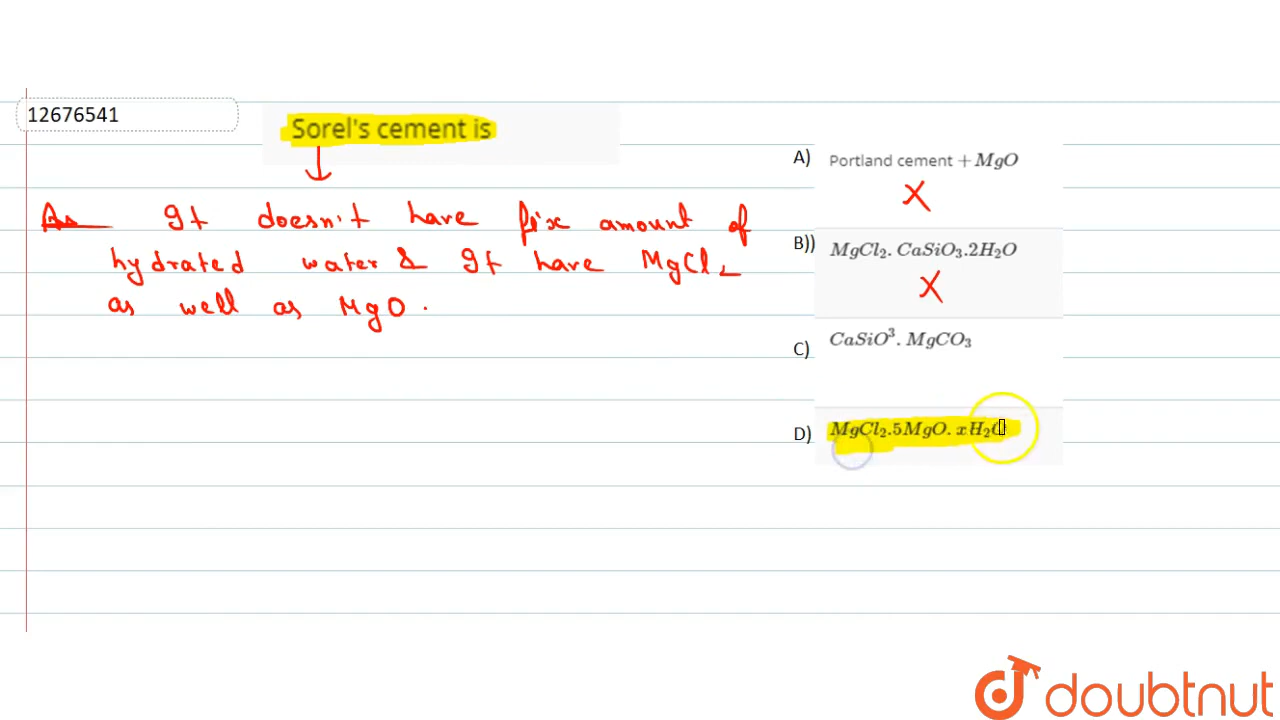 12676541
Sorel's cement is
As It doesn't have fix amount of
hydrated water & It have MgCl2
as well as MgO.
A) Portland cement + MgO
X
B)) MgCl₂. CaSiO₃.2H₂O
X
C) CaSiO³. MgCO₃
D) MgCl₂.5MgO. xH₂O
doubtnut